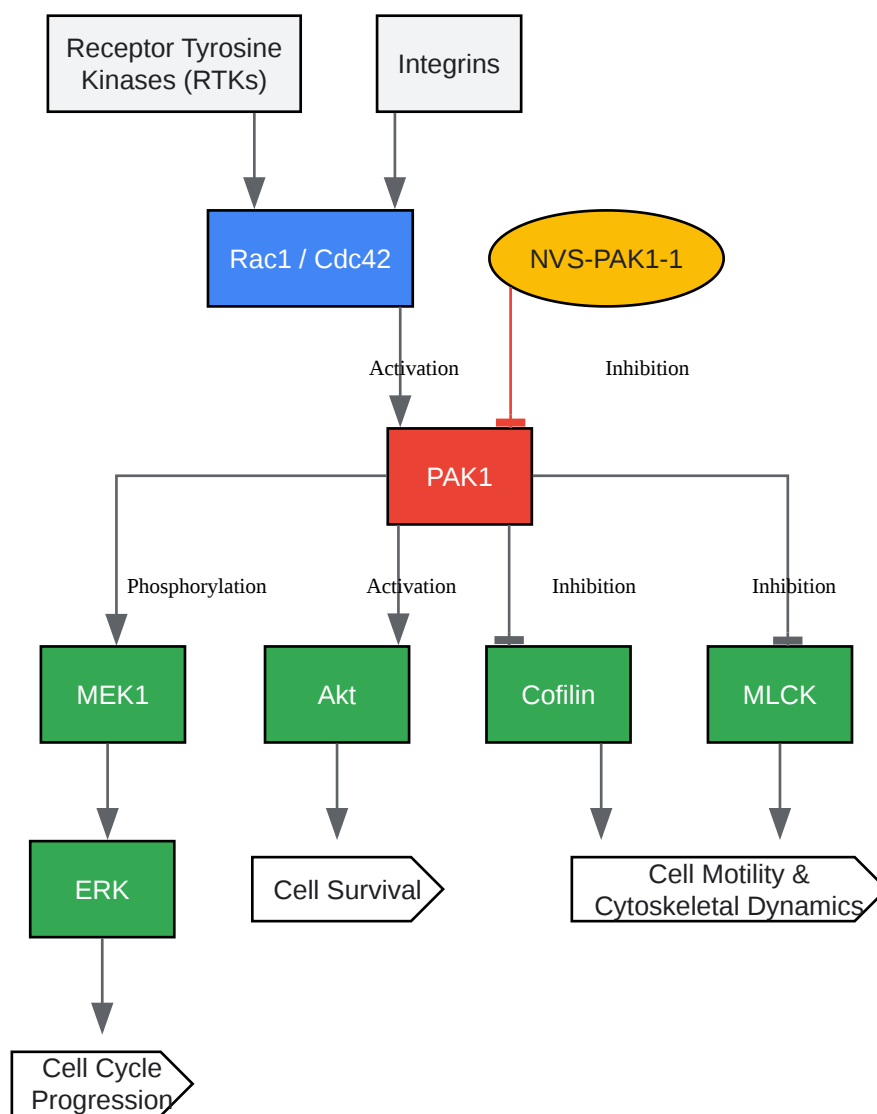 Receptor Tyrosine
Kinases (RTKs)
Integrins
Rac1 / Cdc42
NVS-PAK1-1
Activation
Inhibition
PAK1
Phosphorylation
Activation
Inhibition
Inhibition
MEK1
Akt
Cofilin
MLCK
ERK
Cell Survival
Cell Motility &
Cytoskeletal Dynamics
Cell Cycle
Progression